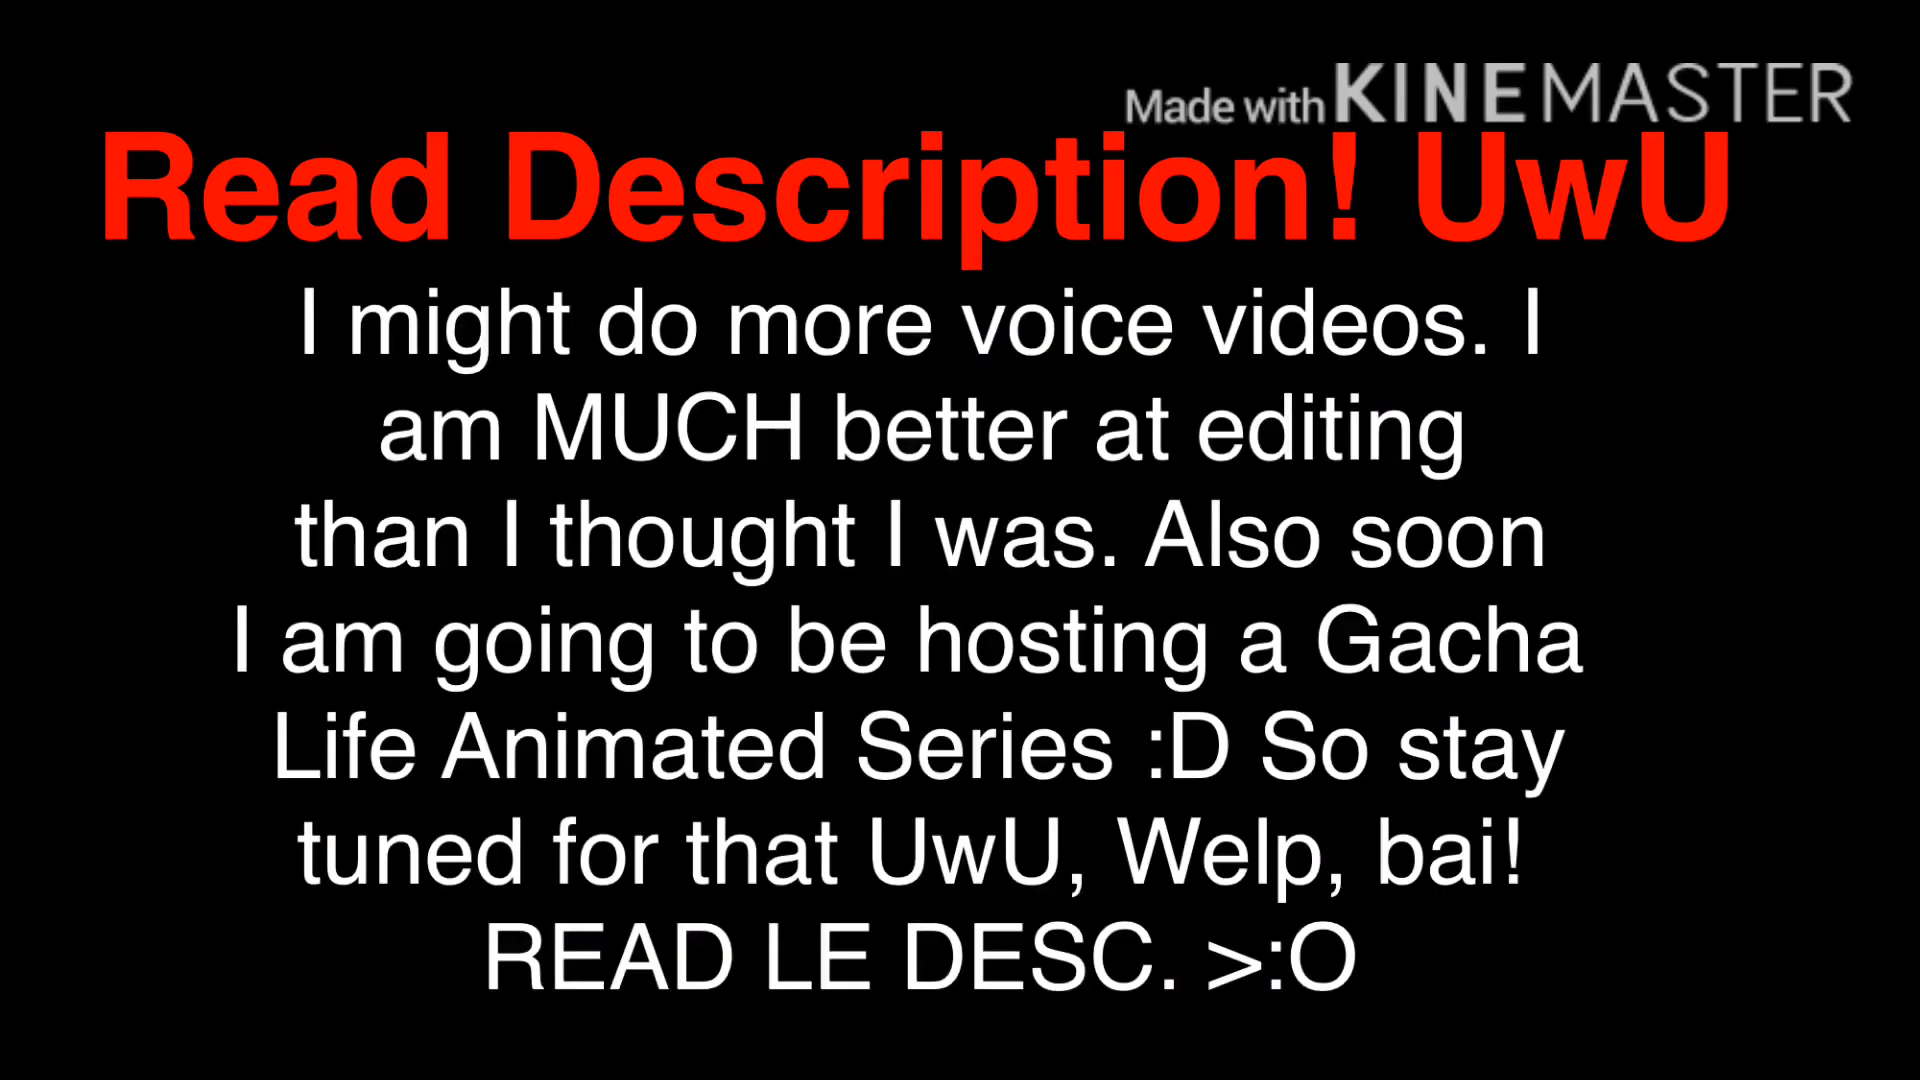 Made with KINEMASTER
Read Description! UwU
I might do more voice videos. I
am MUCH better at editing
than I thought I was. Also soon
I am going to be hosting a Gacha
Life Animated Series :D So stay
tuned for that UwU, Welp, bai!
READ LE DESC. >:O